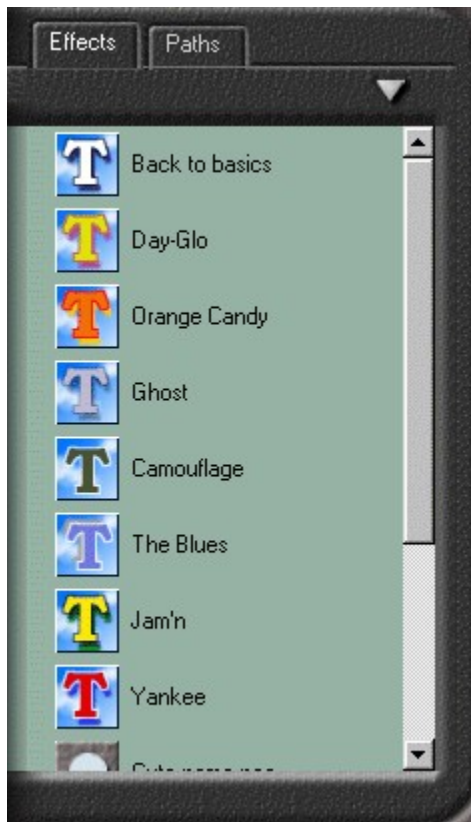 Effects
Paths
Back to basics
Day-Glo
Orange Candy
Ghost
Camouflage
The Blues
Jam'n
Yankee